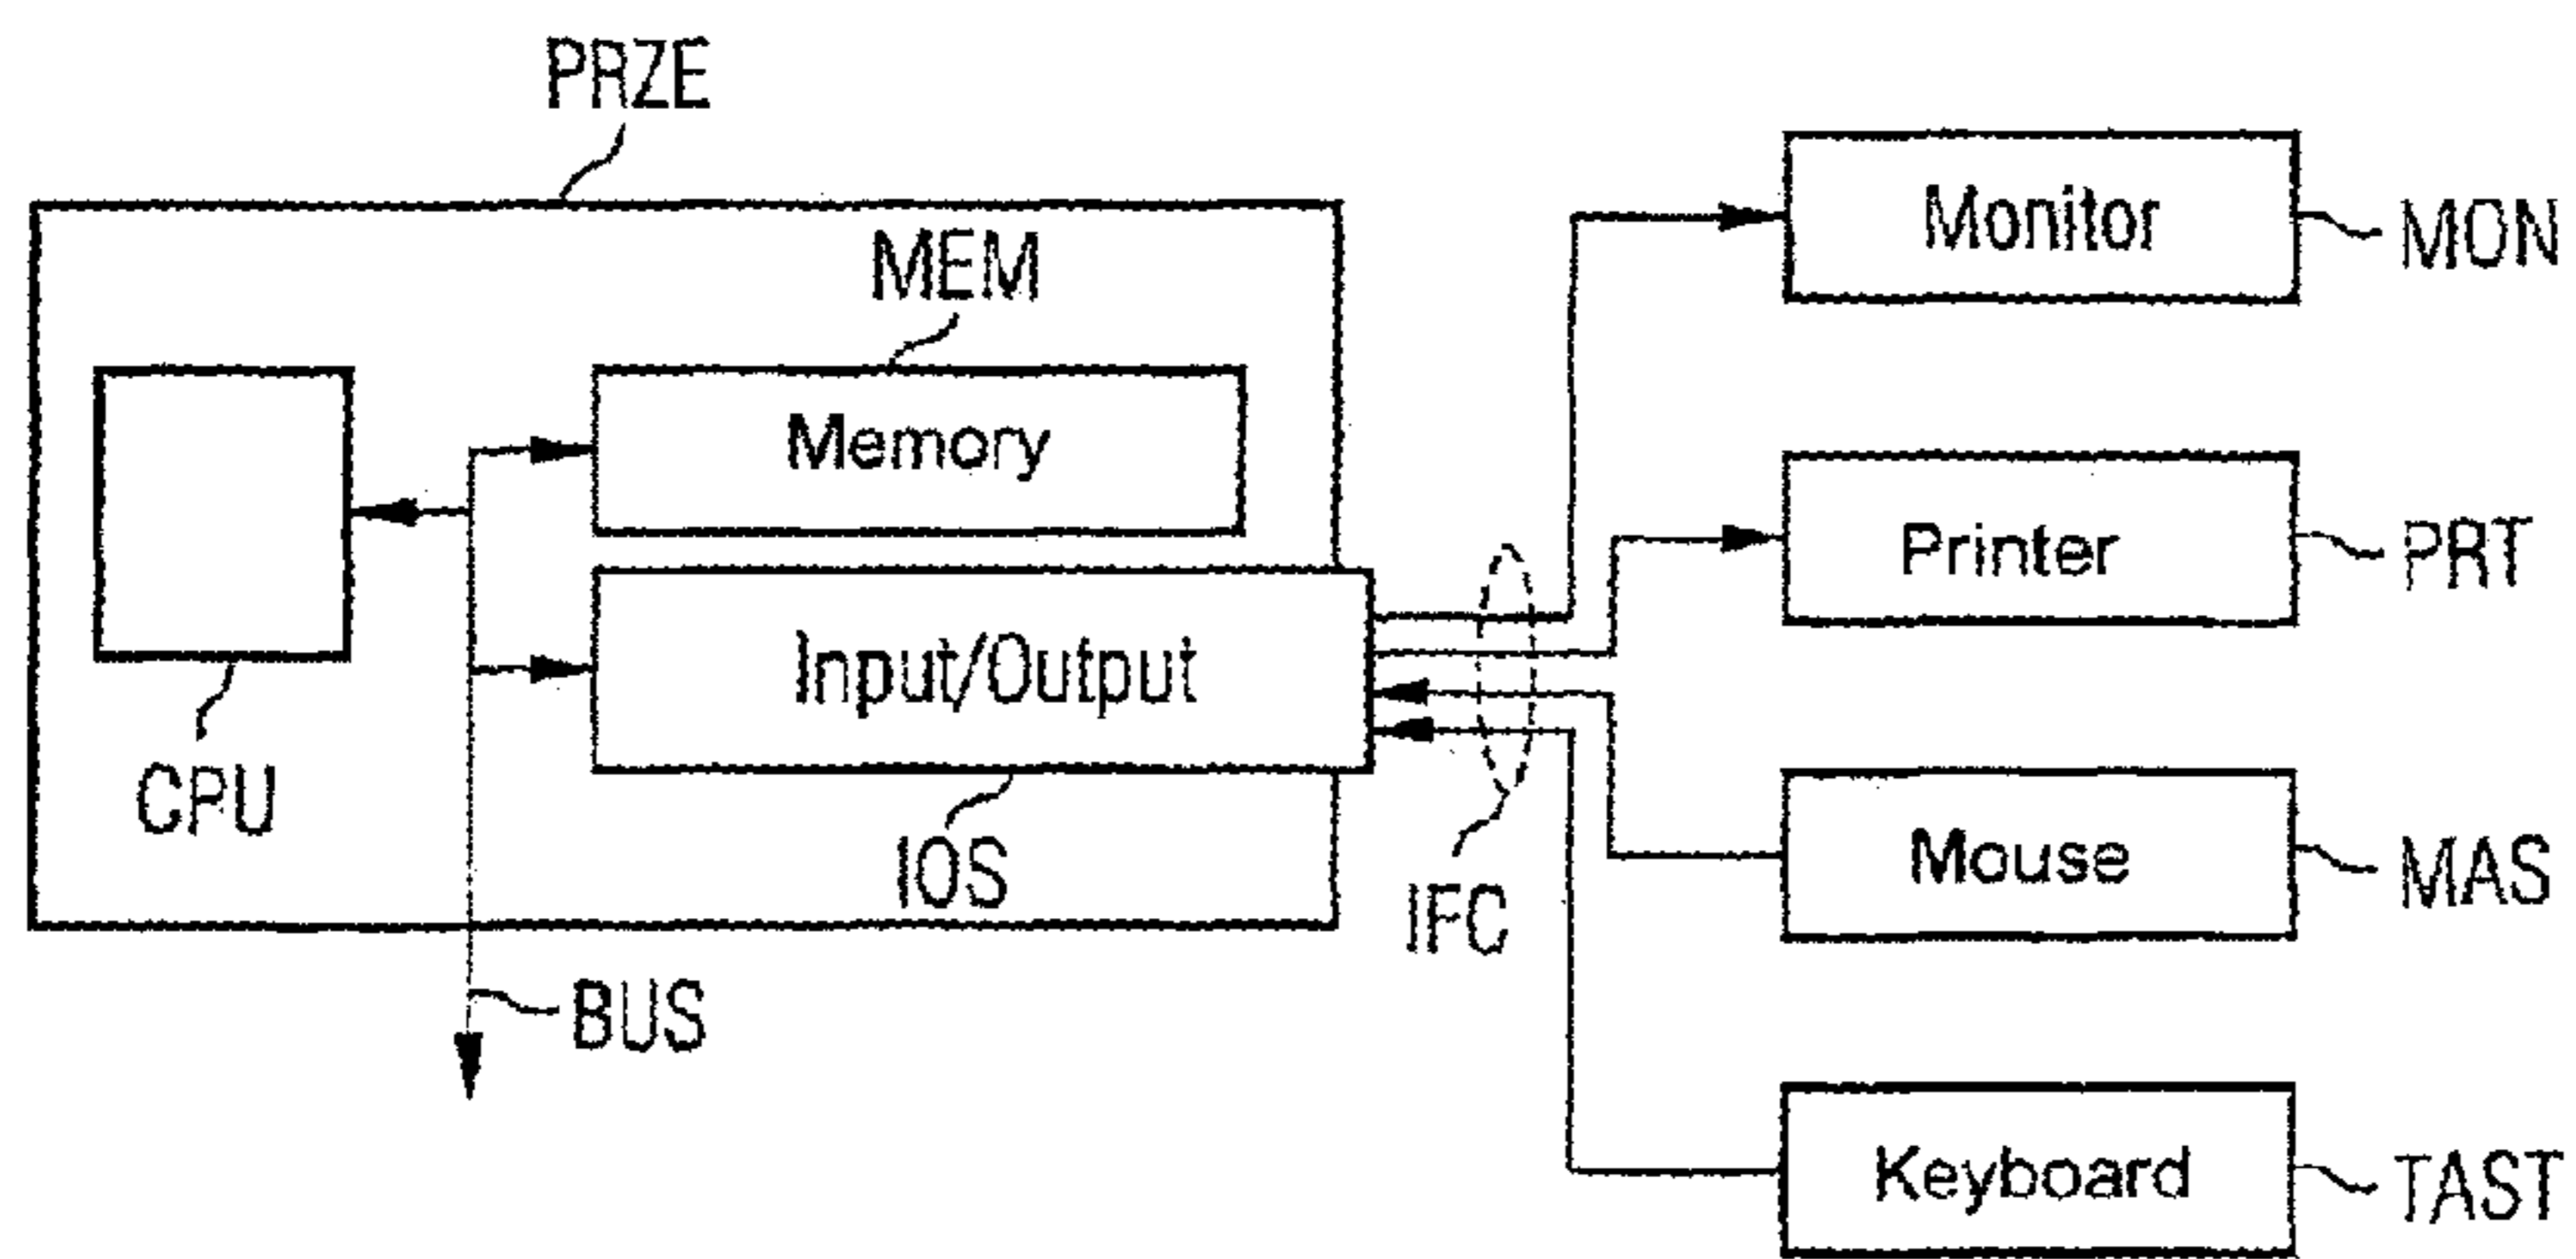 PRZE
MEM
Memory
CPU
Input/Output
IOS
BUS
IFC
Monitor
MON
Printer
PRT
Mouse
MAS
Keyboard
TAST